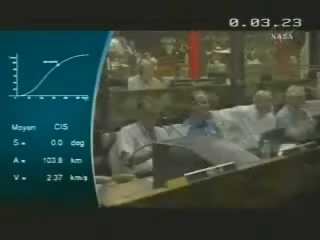 0.03.23
NASA
Moyen CIS
S = 0.0 deg
A = 103.8 km
V = 2.37 km/s